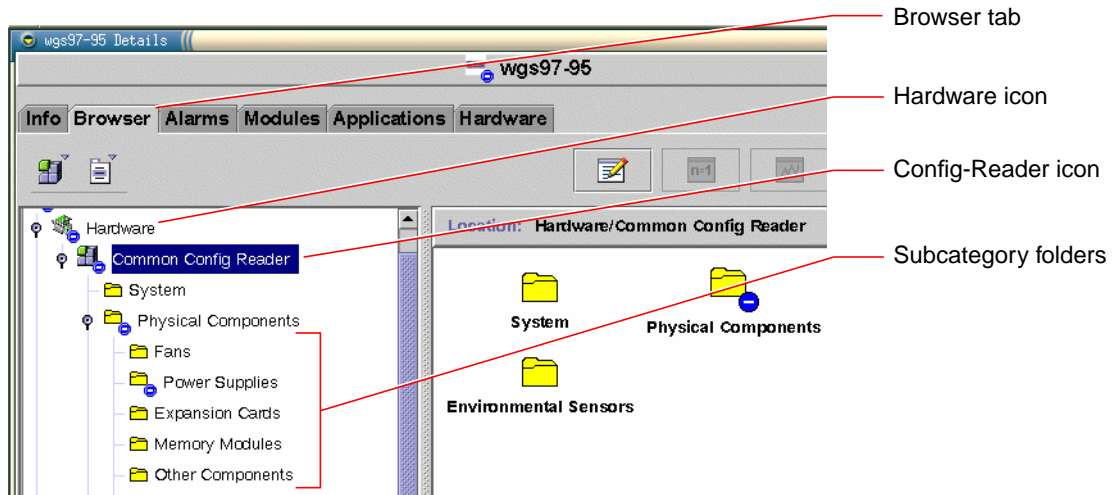 Browser tab
wgs97-95 Details
wgs97-95
Hardware icon
Info Browser Alarms Modules Applications Hardware
n=1
Config-Reader icon
Hardware
Location: Hardware/Common Config Reader
Common Config Reader
Subcategory folders
System
Physical Components
Fans
Power Supplies
Expansion Cards
Memory Modules
Other Components
System
Physical Components
Environmental Sensors